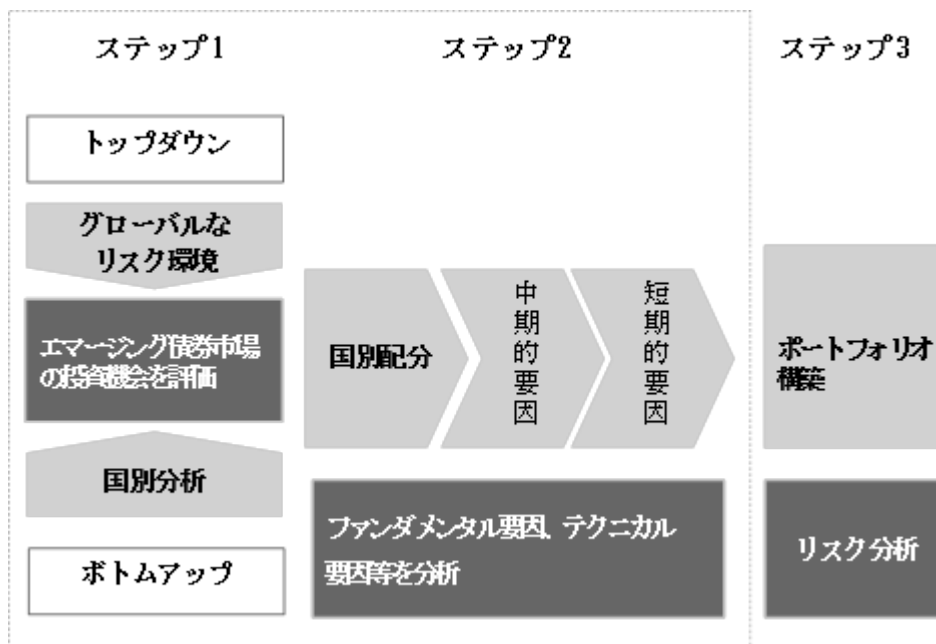 ステップ1
ステップ2
ステップ3
トップダウン
グローバルな
リスク環境
エマージング債券市場
の投資機会を評価
国別分析
ボトムアップ
国別配分
中期的要因
短期的要因
ファンダメンタル要因、テクニカル
要因等を分析
ポートフォリオ
構築
リスク分析